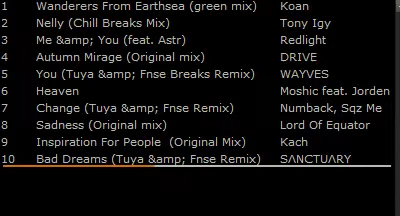 1 Wanderers From Earthsea (green mix) Koan
2 Nelly (Chill Breaks Mix) Tony Igy
3 Me &amp; You (feat. Astr) Redlight
4 Autumn Mirage (Original mix) DRIVE
5 You (Tuya &amp; Fnse Breaks Remix) WAYVES
6 Heaven Moshic feat. Jorden
7 Change (Tuya &amp; Fnse Remix) Numback, Sqz Me
8 Sadness (Original mix) Lord Of Equator
9 Inspiration For People  (Original Mix) Kach
10 Bad Dreams (Tuya &amp; Fnse Remix) SΛNCTUΛRY